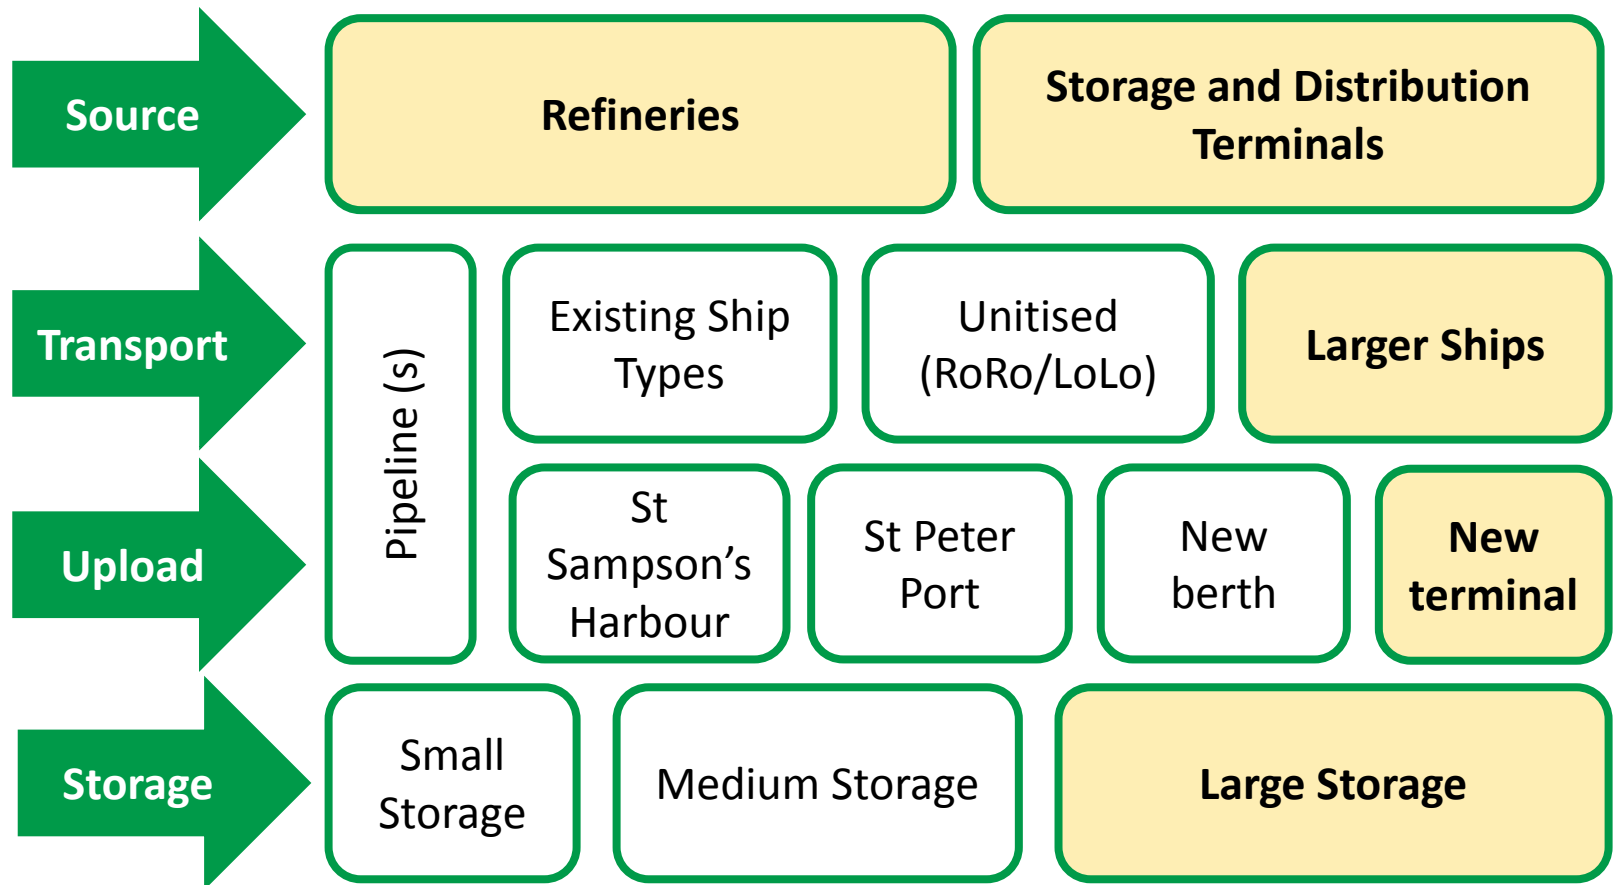 Source
Refineries
Storage and Distribution
Terminals
Transport
Pipeline (s)
Existing Ship
Types
Unitised
(RoRo/LoLo)
Larger Ships
Upload
St
Sampson’s
Harbour
St Peter
Port
New
berth
New
terminal
Storage
Small
Storage
Medium Storage
Large Storage